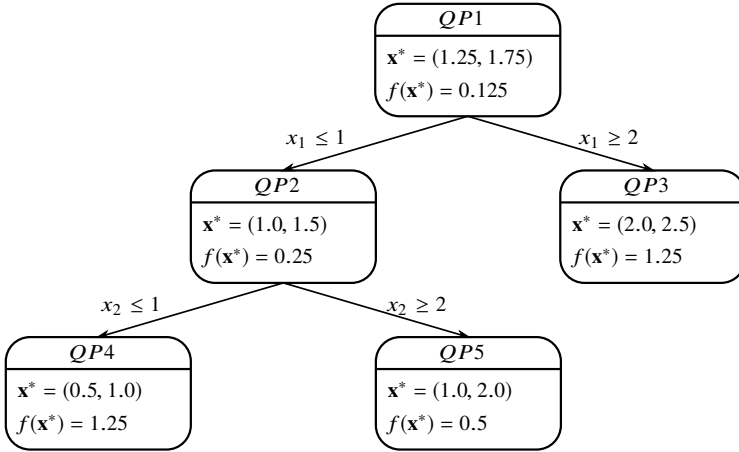 QP1
x* = (1.25, 1.75)
f(x*) = 0.125
x₁ ≤ 1
x₁ ≥ 2
QP2
x* = (1.0, 1.5)
f(x*) = 0.25
QP3
x* = (2.0, 2.5)
f(x*) = 1.25
x₂ ≤ 1
x₂ ≥ 2
QP4
x* = (0.5, 1.0)
f(x*) = 1.25
QP5
x* = (1.0, 2.0)
f(x*) = 0.5